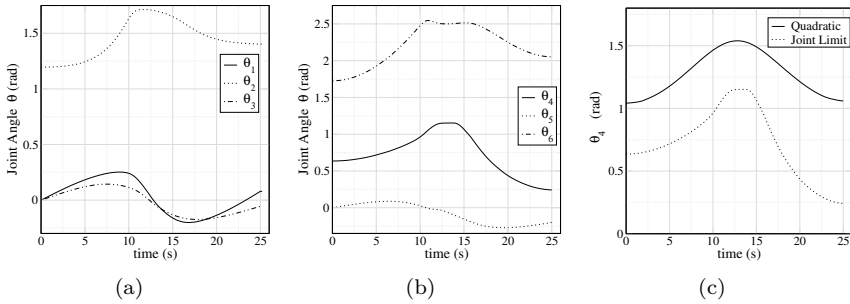 1.5
1
0.5
0
Joint Angle θ (rad)
θ1
θ2
θ3
0 5 10 15 20 25
time (s)
(a)
2.5
2
1.5
1
0.5
0
Joint Angle θ (rad)
θ4
θ5
θ6
0 5 10 15 20 25
time (s)
(b)
Quadratic
Joint Limit
1.5
1
0.5
0
θ4 (rad)
0 5 10 15 20 25
time (s)
(c)